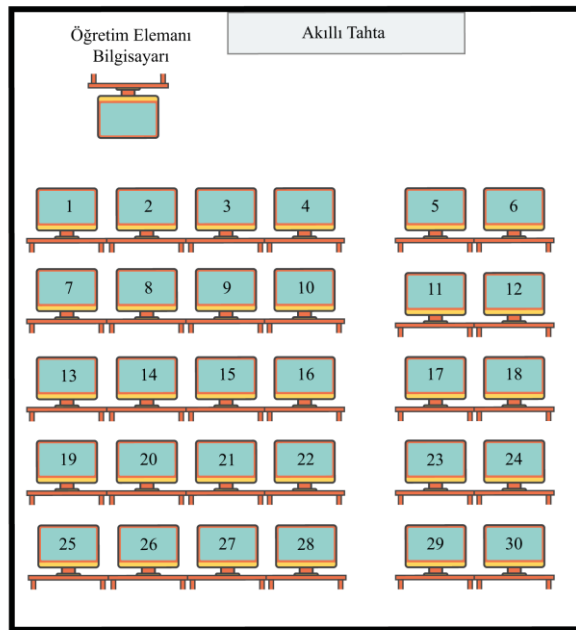 Öğretim Elemanı
Bilgisayarı
Akıllı Tahta
1 2 3 4 5 6
7 8 9 10 11 12
13 14 15 16 17 18
19 20 21 22 23 24
25 26 27 28 29 30